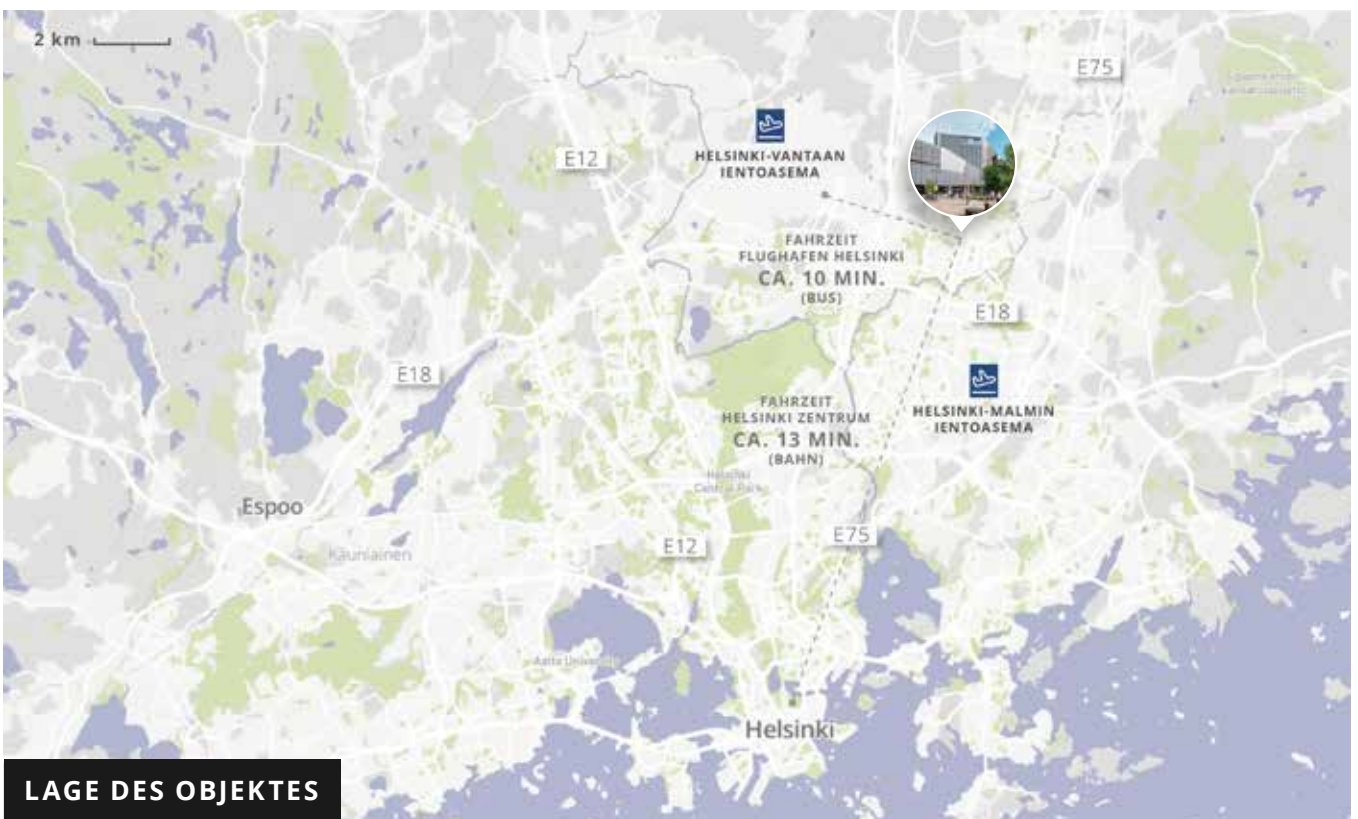 2 km
E75
HELSINKI-VANTAAN
IENTOASEMA
E12
FAHRZEIT
FLUGHAFEN HELSINKI
CA. 10 MIN.
(BUS)
E18
E18
HELSINKI-MALMIN
IENTOASEMA
FAHRZEIT
HELSINKI ZENTRUM
CA. 13 MIN.
(BAHN)
Helsinki
Central Park
Espoo
Kauniainen
E12
E75
Aalto University
Helsinki
LAGE DES OBJEKTES